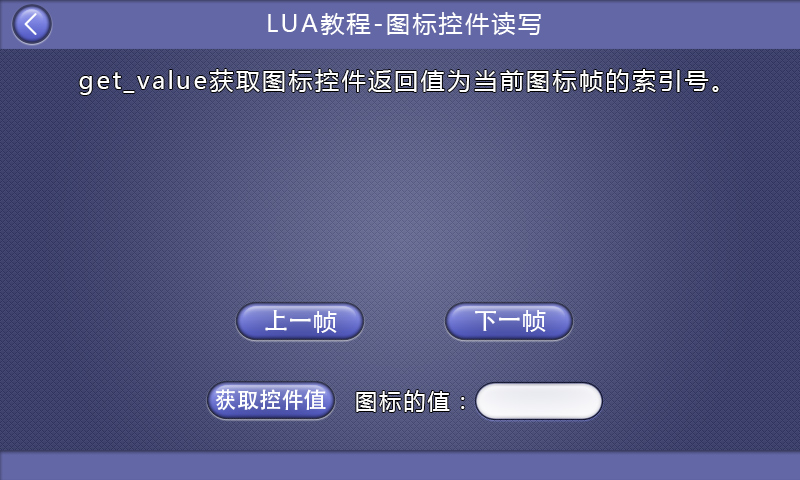 LUA教程-图标控件读写
get_value获取图标控件返回值为当前图标帧的索引号。
上一帧
下一帧
获取控件值
图标的值：